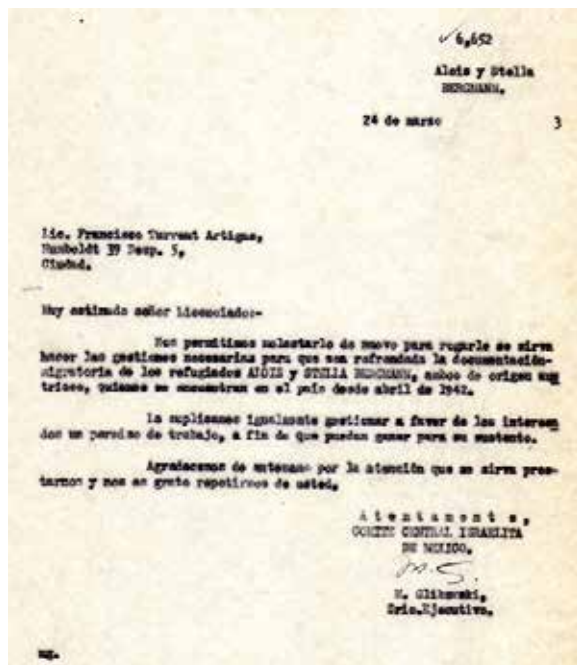 ✓ 6,652
Alois y Stella
BERGMANN.
24 de marzo 3
Lic. Francisco Turrent Artigas,
Humboldt 39 Desp. 5,
Ciudad.
Muy estimado señor Licenciado:-
Nos permitimos molestarlo de nuevo para rogarle se sirva
hacer las gestiones necesarias para que sea refrendada la documentación-
migratoria de los refugiados ALOIS y STELLA BERGMANN, ambos de origen aus
triaco, quienes se encuentran en el país desde abril de 1942.
Le suplicamos igualmente gestionar a favor de los interesa
dos un permiso de trabajo, a fin de que puedan ganar para su sustento.
Agradecemos de antemano por la atención que se sirva pres-
tarnos y nos es grato repetirnos de usted,
A t e n t a m e n t e,
COMITE CENTRAL ISRAELITA
DE MEXICO.
M. G.
M. Glikowski,
Srio.Ejecutivo.
mg.